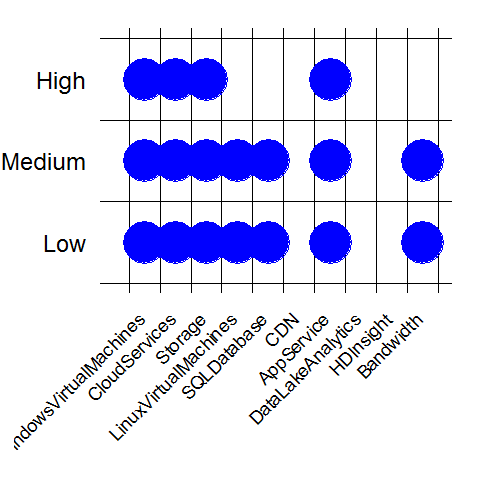 High
Medium
Low
ndowsVirtualMachines
CloudServices
Storage
LinuxVirtualMachines
SQLDatabase
CDN
AppService
DataLakeAnalytics
HDInsight
Bandwidth